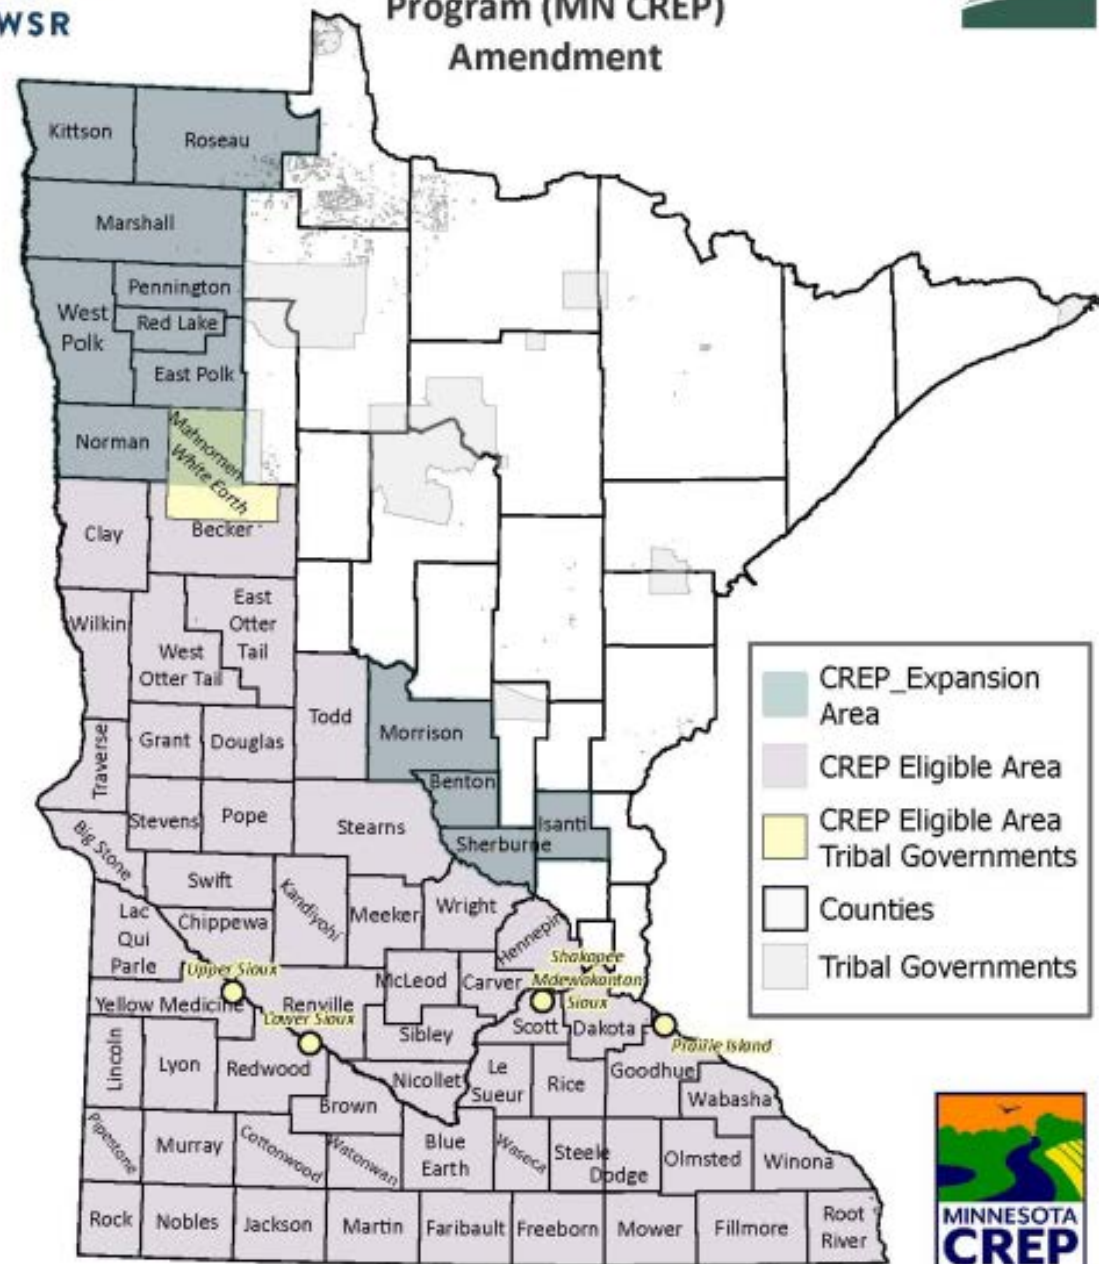 WSR
Program (MN CREP)
Amendment
Kittson
Roseau
Marshall
Pennington
West
Polk
Red Lake
East Polk
Norman
Mahnomen
White Earth
Clay
Becker
Wilkin
East
Otter
Tail
West
Otter Tail
Todd
Morrison
Traverse
Grant
Douglas
Benton
Stevens
Pope
Stearns
Isanti
Sherburne
Big Stone
Swift
Kandiyohi
Meeker
Wright
Hennepin
Lac
Qui
Parle
Chippewa
Upper Sioux
McLeod
Carver
Shakopee
Mdewakanton
Sioux
Yellow Medicine
Renville
Lower Sioux
Sibley
Scott
Dakota
Prairie Island
Lincoln
Lyon
Redwood
Nicollet
Le
Sueur
Rice
Goodhue
Wabasha
Brown
Pipestone
Murray
Cottonwood
Watonwan
Blue
Earth
Waseca
Steele
Dodge
Olmsted
Winona
Rock
Nobles
Jackson
Martin
Faribault
Freeborn
Mower
Fillmore
Root
River
CREP_Expansion
Area
CREP Eligible Area
CREP Eligible Area
Tribal Governments
Counties
Tribal Governments
MINNESOTA
CREP